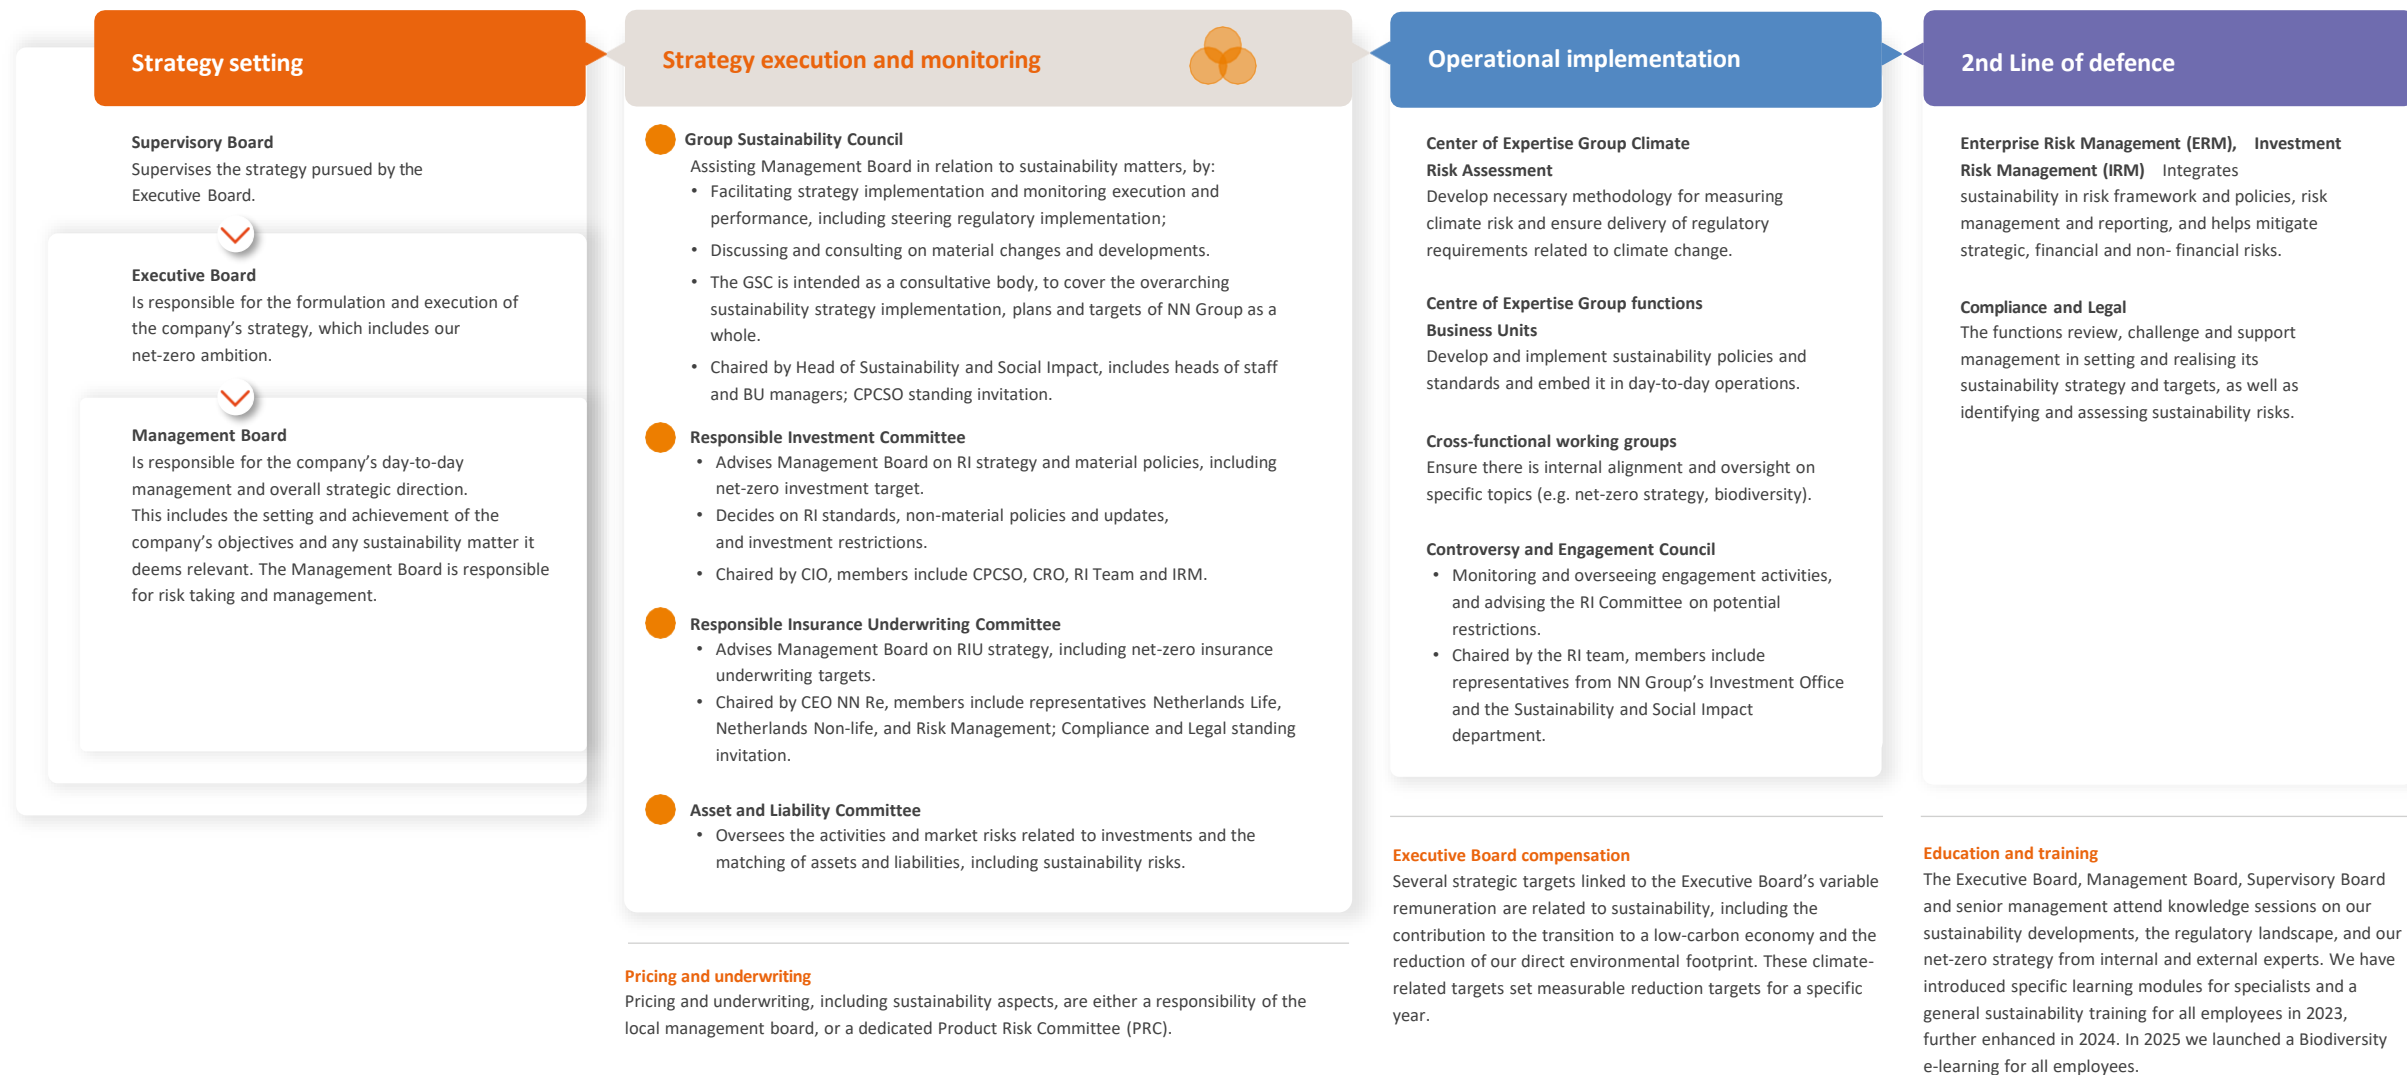 Strategy setting
Supervisory Board
Supervises the strategy pursued by the
Executive Board.
Executive Board
Is responsible for the formulation and execution of
the company's strategy, which includes our
net-zero ambition.
Management Board
Is responsible for the company's day-to-day
management and overall strategic direction.
This includes the setting and achievement of the
company's objectives and any sustainability matter it
deems relevant. The Management Board is responsible
for risk taking and management.
Strategy execution and monitoring
Group Sustainability Council
Assisting Management Board in relation to sustainability matters, by:
• Facilitating strategy implementation and monitoring execution and
performance, including steering regulatory implementation;
• Discussing and consulting on material changes and developments.
• The GSC is intended as a consultative body, to cover the overarching
sustainability strategy implementation, plans and targets of NN Group as a
whole.
• Chaired by Head of Sustainability and Social Impact, includes heads of staff
and BU managers; CPCSO standing invitation.
Responsible Investment Committee
• Advises Management Board on RI strategy and material policies, including
net-zero investment target.
• Decides on RI standards, non-material policies and updates,
and investment restrictions.
• Chaired by CIO, members include CPCSO, CRO, RI Team and IRM.
Responsible Insurance Underwriting Committee
• Advises Management Board on RIU strategy, including net-zero insurance
underwriting targets.
• Chaired by CEO NN Re, members include representatives Netherlands Life,
Netherlands Non-life, and Risk Management; Compliance and Legal standing
invitation.
Asset and Liability Committee
• Oversees the activities and market risks related to investments and the
matching of assets and liabilities, including sustainability risks.
Pricing and underwriting
Pricing and underwriting, including sustainability aspects, are either a responsibility of the
local management board, or a dedicated Product Risk Committee (PRC).
Operational implementation
Center of Expertise Group Climate
Risk Assessment
Develop necessary methodology for measuring
climate risk and ensure delivery of regulatory
requirements related to climate change.
Centre of Expertise Group functions
Business Units
Develop and implement sustainability policies and
standards and embed it in day-to-day operations.
Cross-functional working groups
Ensure there is internal alignment and oversight on
specific topics (e.g. net-zero strategy, biodiversity).
Controversy and Engagement Council
• Monitoring and overseeing engagement activities,
and advising the RI Committee on potential
restrictions.
• Chaired by the RI team, members include
representatives from NN Group's Investment Office
and the Sustainability and Social Impact
department.
Executive Board compensation
Several strategic targets linked to the Executive Board's variable
remuneration are related to sustainability, including the
contribution to the transition to a low-carbon economy and the
reduction of our direct environmental footprint. These climate-
related targets set measurable reduction targets for a specific
year.
2nd Line of defence
Enterprise Risk Management (ERM), Investment
Risk Management (IRM) Integrates
sustainability in risk framework and policies, risk
management and reporting, and helps mitigate
strategic, financial and non- financial risks.
Compliance and Legal
The functions review, challenge and support
management in setting and realising its
sustainability strategy and targets, as well as
identifying and assessing sustainability risks.
Education and training
The Executive Board, Management Board, Supervisory Board
and senior management attend knowledge sessions on our
sustainability developments, the regulatory landscape, and our
net-zero strategy from internal and external experts. We have
introduced specific learning modules for specialists and a
general sustainability training for all employees in 2023,
further enhanced in 2024. In 2025 we launched a Biodiversity
e-learning for all employees.